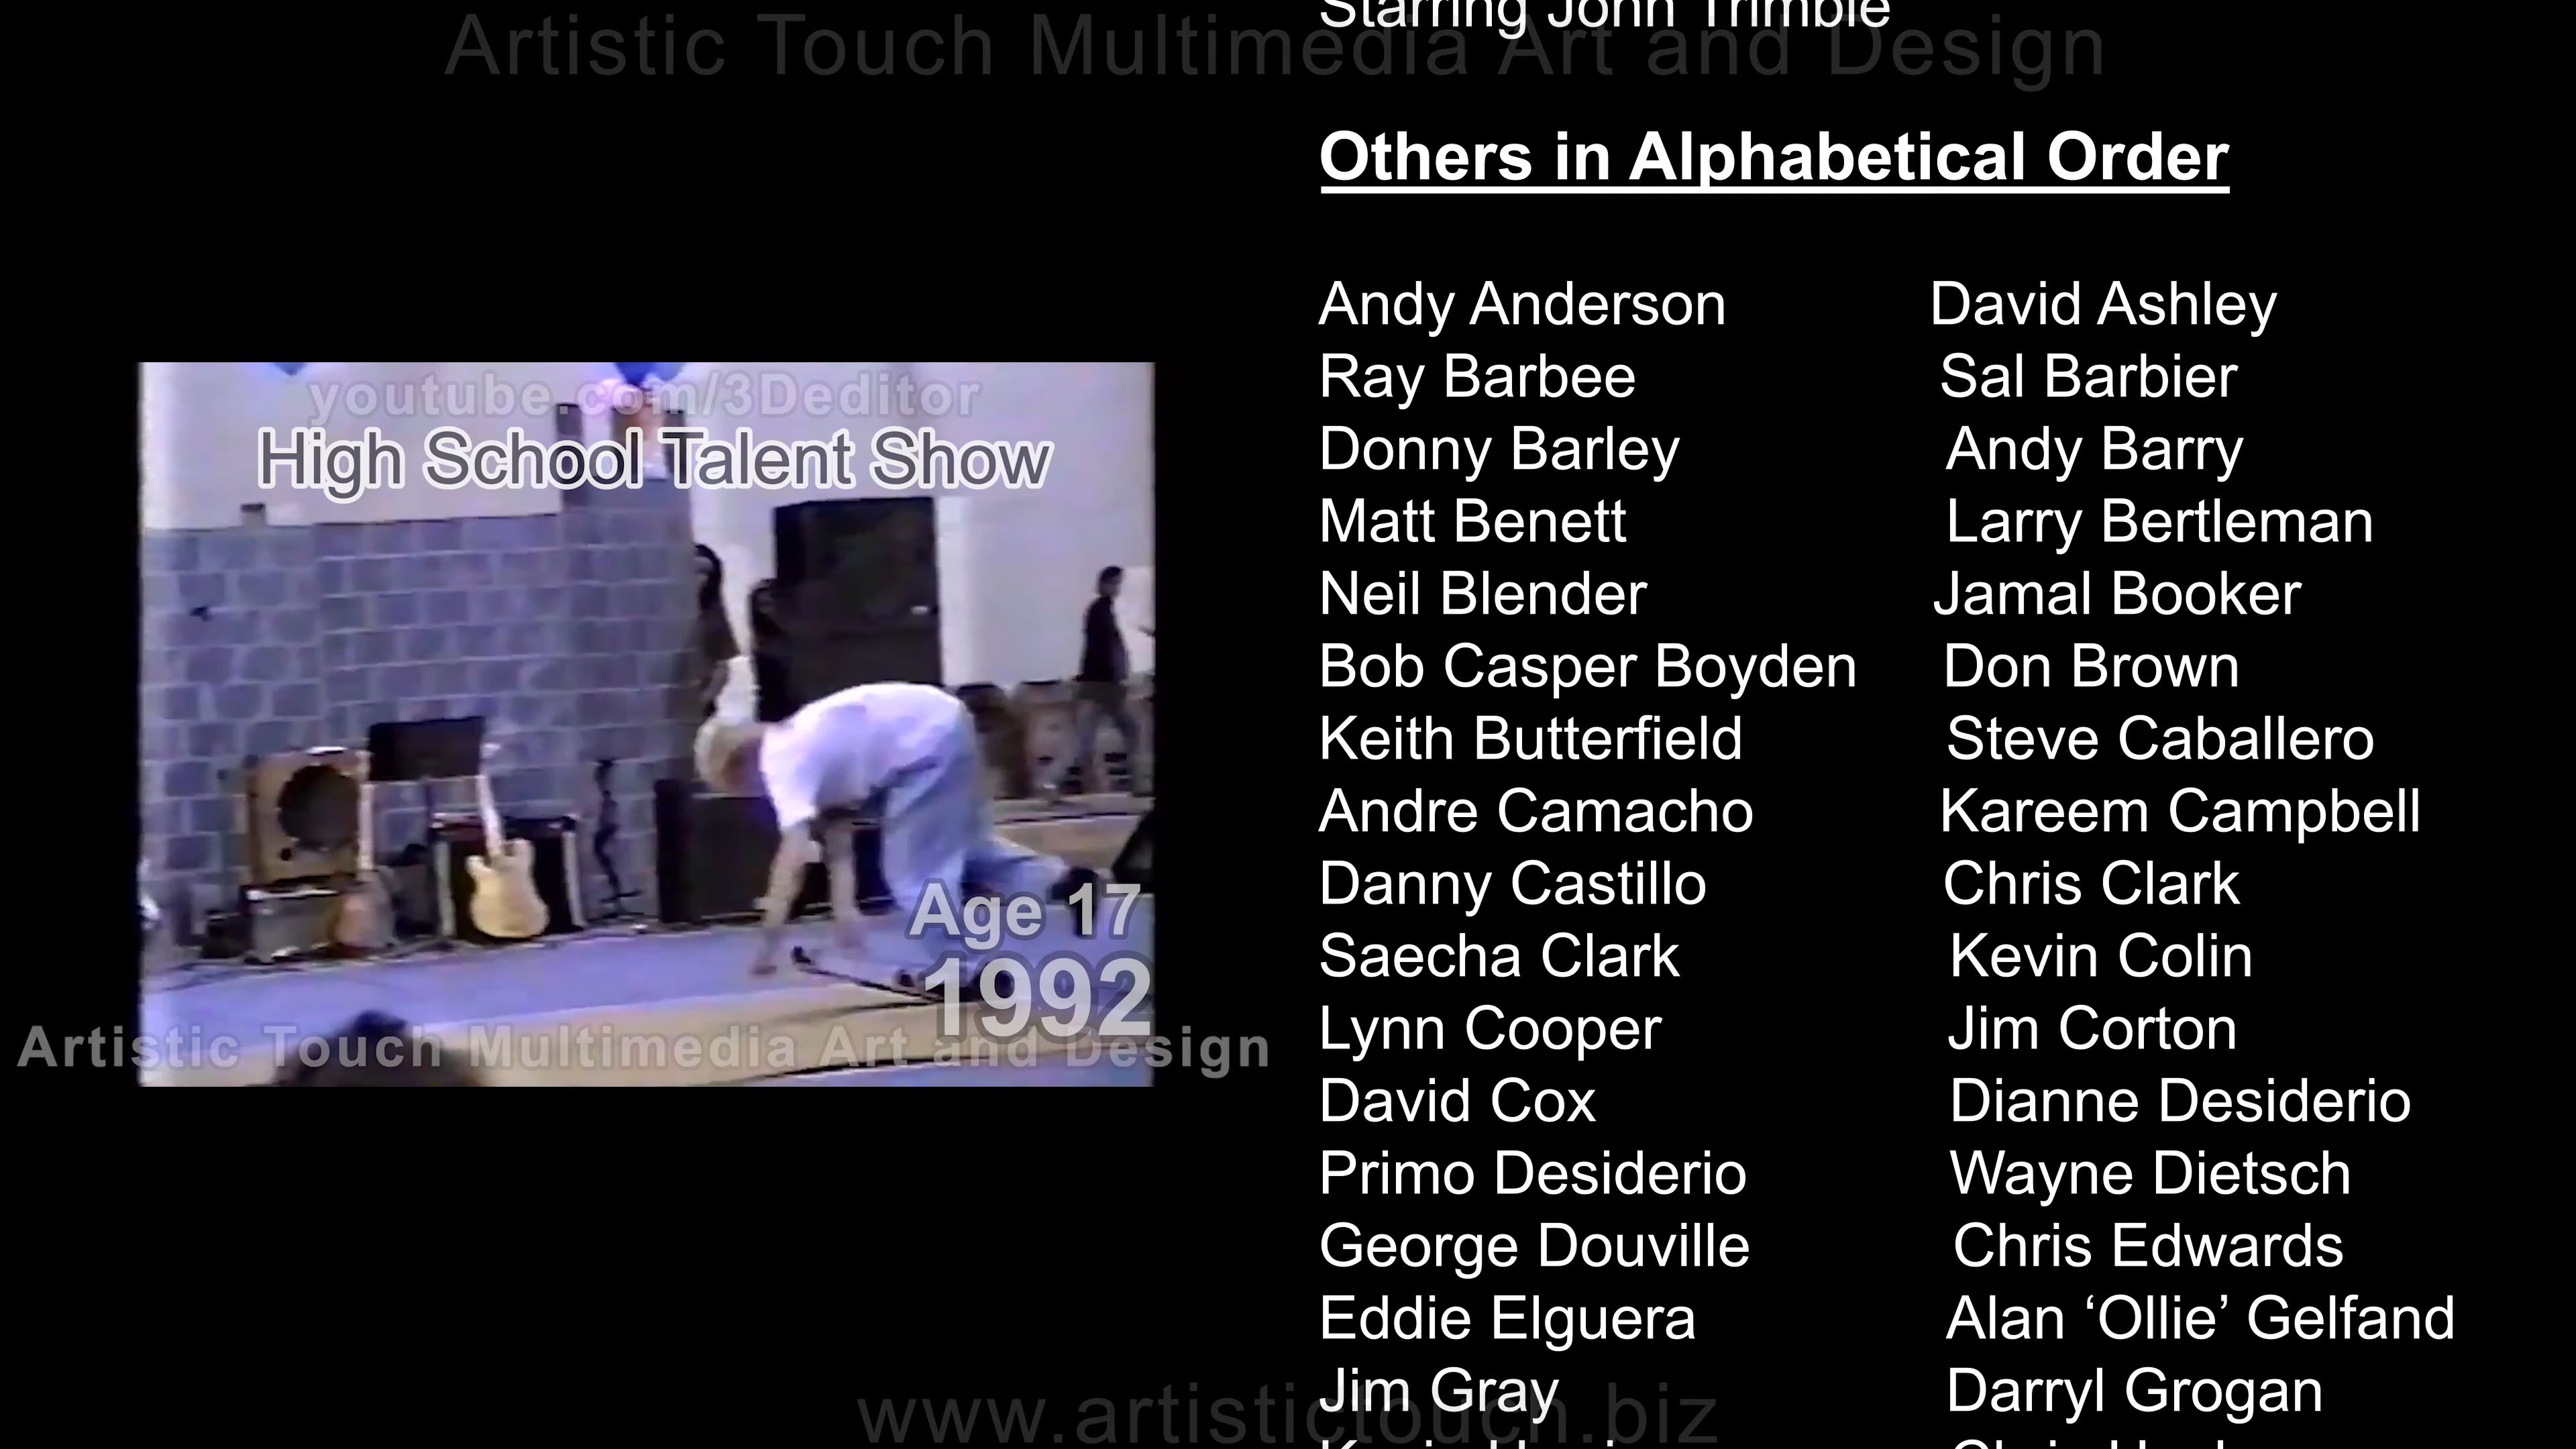 Starring John Trimble
Artistic Touch Multimedia Art and Design
Others in Alphabetical Order
Andy Anderson David Ashley
Ray Barbee Sal Barbier
Donny Barley Andy Barry
Matt Benett Larry Bertleman
Neil Blender Jamal Booker
Bob Casper Boyden Don Brown
Keith Butterfield Steve Caballero
Andre Camacho Kareem Campbell
Danny Castillo Chris Clark
Saecha Clark Kevin Colin
Lynn Cooper Jim Corton
David Cox Dianne Desiderio
Primo Desiderio Wayne Dietsch
George Douville Chris Edwards
Eddie Elguera Alan ‘Ollie’ Gelfand
Jim Gray Darryl Grogan
youtube.com/3Deditor
High School Talent Show
Age 17
1992
Artistic Touch Multimedia Art and Design
www.artistictouch.biz